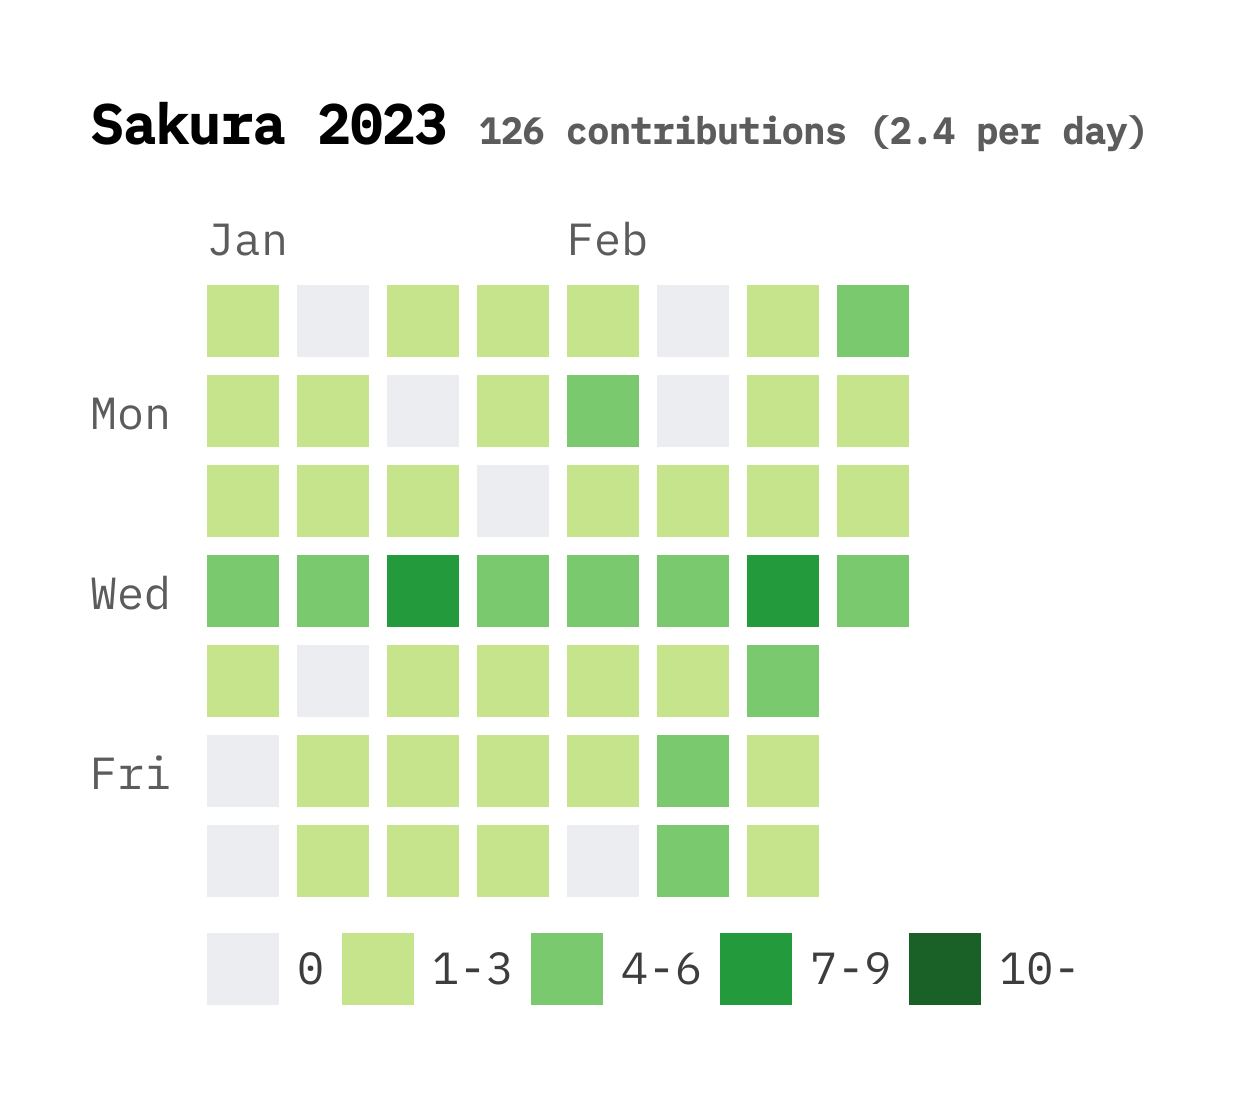 Sakura 2023 126 contributions (2.4 per day)
Jan Feb
Mon
Wed
Fri
0 1-3 4-6 7-9 10-